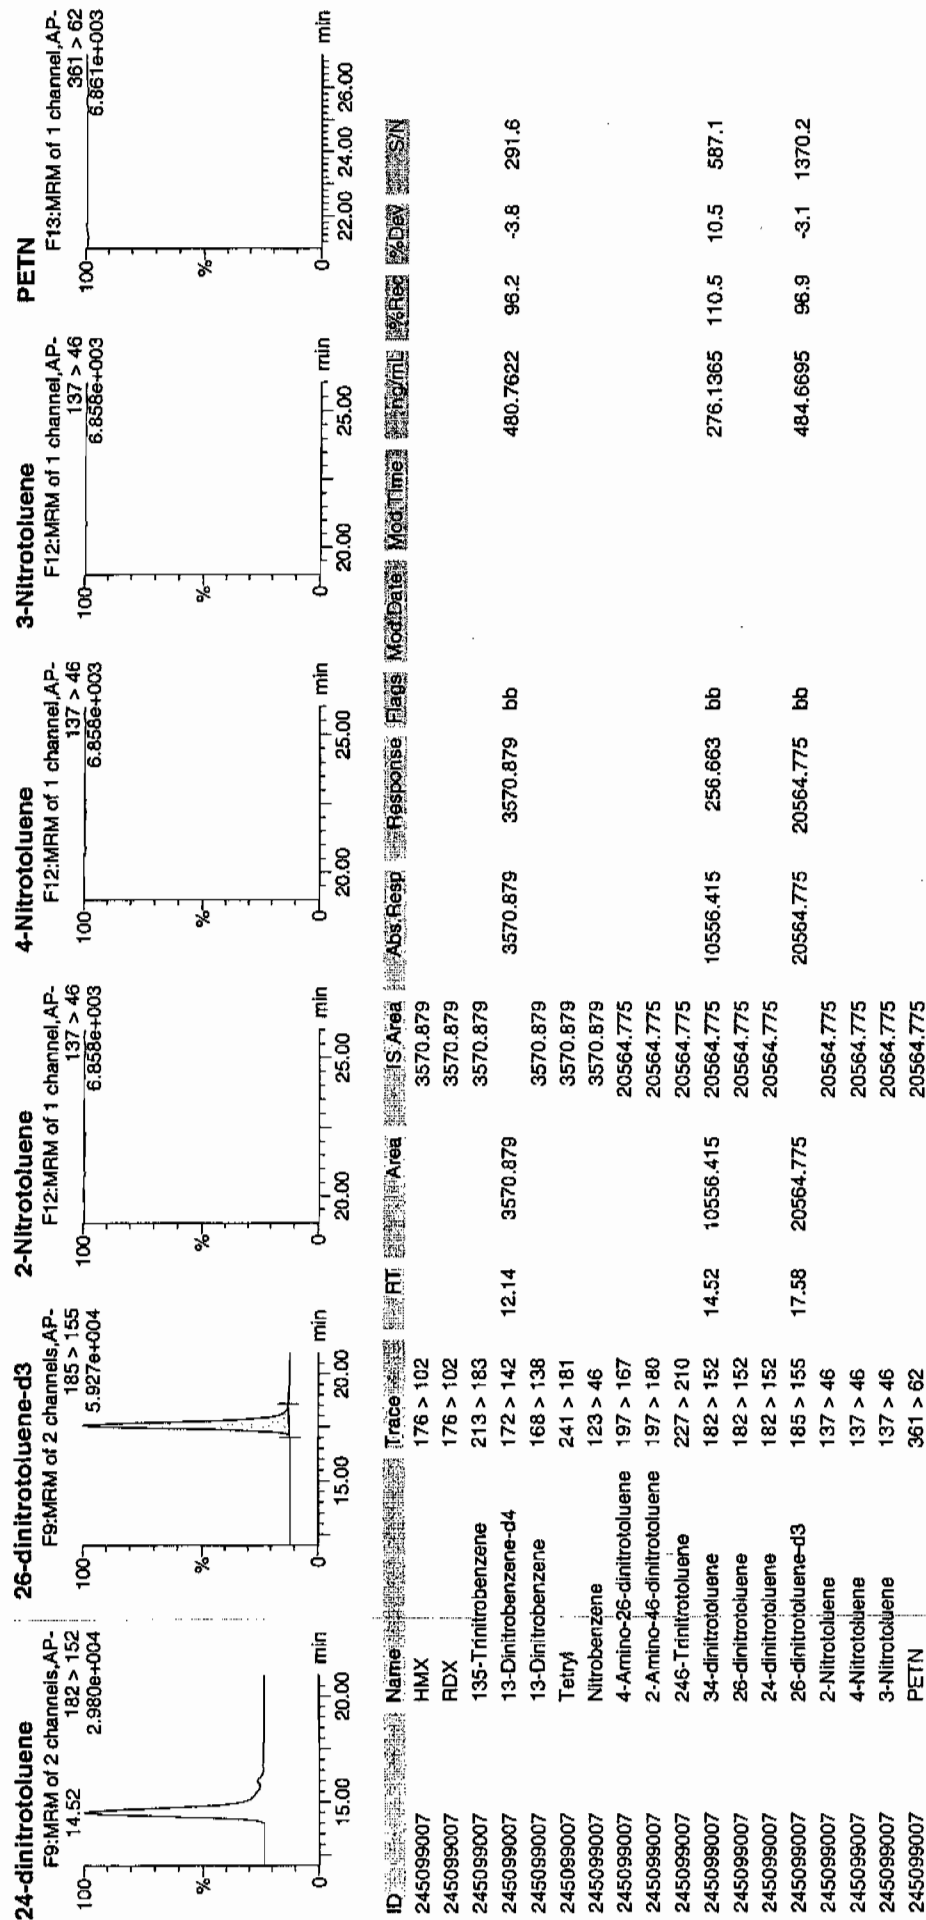 24-dinitrotoluene
F9:MRM of 2 channels,AP-
14.52 182 > 152
2.980e+004
100
%
0
15.00 20.00 min
26-dinitrotoluene-d3
F9:MRM of 2 channels,AP-
185 > 155
5.927e+004
100
%
0
15.00 20.00 min
2-Nitrotoluene
F12:MRM of 1 channel,AP-
137 > 46
6.858e+003
100
%
0
20.00 25.00 min
4-Nitrotoluene
F12:MRM of 1 channel,AP-
137 > 46
6.858e+003
100
%
0
20.00 25.00 min
3-Nitrotoluene
F12:MRM of 1 channel,AP-
137 > 46
6.858e+003
100
%
0
20.00 25.00 min
PETN
F13:MRM of 1 channel,AP-
361 > 62
6.861e+003
100
%
0
22.00 24.00 26.00 min
ID Name Trace RT Area IS Area Abs.Resp Response Flags Mod.Date Mod.Time ng/mL %Rec %Dev S/N
245099007 HMX 176 > 102 3570.879
245099007 RDX 176 > 102 3570.879
245099007 135-Trinitrobenzene 213 > 183 3570.879
245099007 13-Dinitrobenzene-d4 172 > 142 12.14 3570.879 3570.879 3570.879 bb 480.7622 96.2 -3.8 291.6
245099007 13-Dinitrobenzene 168 > 138 3570.879
245099007 Tetryl 241 > 181 3570.879
245099007 Nitrobenzene 123 > 46 3570.879
245099007 4-Amino-26-dinitrotoluene 197 > 167 20564.775
245099007 2-Amino-46-dinitrotoluene 197 > 180 20564.775
245099007 246-Trinitrotoluene 227 > 210 20564.775
245099007 34-dinitrotoluene 182 > 152 14.52 10556.415 20564.775 10556.415 256.663 bb 276.1365 110.5 10.5 587.1
245099007 26-dinitrotoluene 182 > 152 20564.775
245099007 24-dinitrotoluene 182 > 152 20564.775
245099007 26-dinitrotoluene-d3 185 > 155 17.58 20564.775 20564.775 20564.775 bb 484.6695 96.9 -3.1 1370.2
245099007 2-Nitrotoluene 137 > 46 20564.775
245099007 4-Nitrotoluene 137 > 46 20564.775
245099007 3-Nitrotoluene 137 > 46 20564.775
245099007 PETN 361 > 62 20564.775